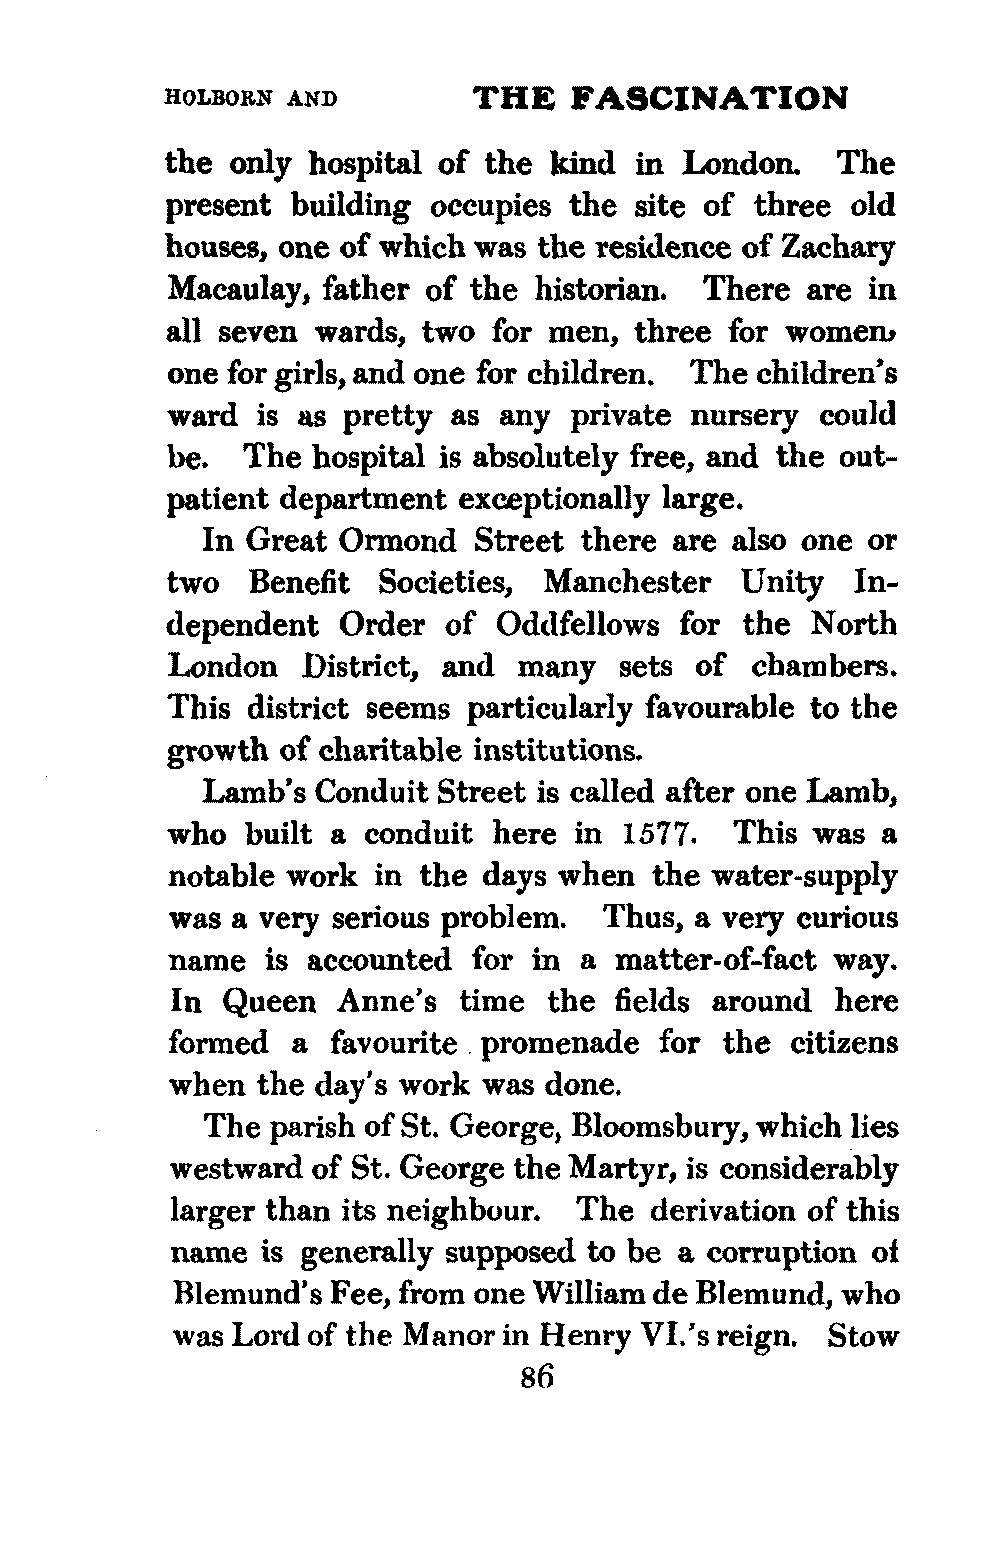 HOLBORN AND THE FASCINATION
the only hospital of the kind in London. The
present building occupies the site of three old
houses, one of which was the residence of Zachary
Macaulay, father of the historian. There are in
all seven wards, two for men, three for women,
one for girls, and one for children. The children's
ward is as pretty as any private nursery could
be. The hospital is absolutely free, and the out-
patient department exceptionally large.
In Great Ormond Street there are also one or
two Benefit Societies, Manchester Unity In-
dependent Order of Oddfellows for the North
London District, and many sets of chambers.
This district seems particularly favourable to the
growth of charitable institutions.
Lamb's Conduit Street is called after one Lamb,
who built a conduit here in 1577. This was a
notable work in the days when the water-supply
was a very serious problem. Thus, a very curious
name is accounted for in a matter-of-fact way.
In Queen Anne's time the fields around here
formed a favourite promenade for the citizens
when the day's work was done.
The parish of St. George, Bloomsbury, which lies
westward of St. George the Martyr, is considerably
larger than its neighbour. The derivation of this
name is generally supposed to be a corruption of
Blemund's Fee, from one William de Blemund, who
was Lord of the Manor in Henry VI.'s reign. Stow
86